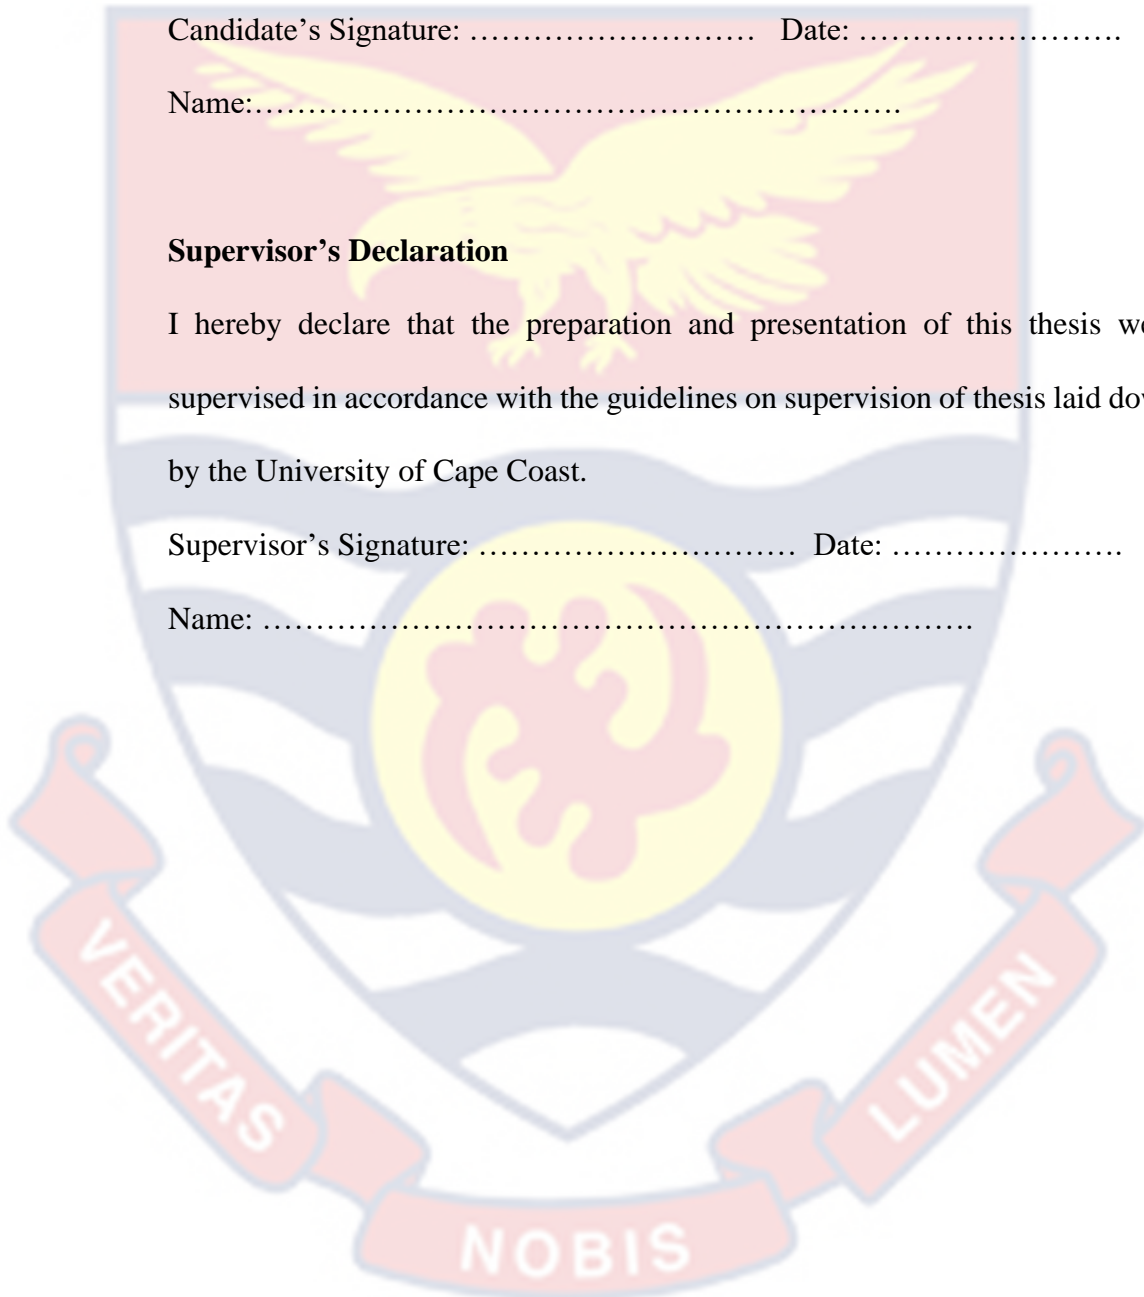 Candidate’s Signature: ……………………… Date: …………………….
Name:…………………………………………………….
Supervisor’s Declaration
I hereby declare that the preparation and presentation of this thesis
supervised in accordance with the guidelines on supervision of thesis laid
by the University of Cape Coast.
Supervisor’s Signature: ………………………… Date: ………………….
Name: ………………………………………………………….
VERITAS
NOBIS
LUMEN